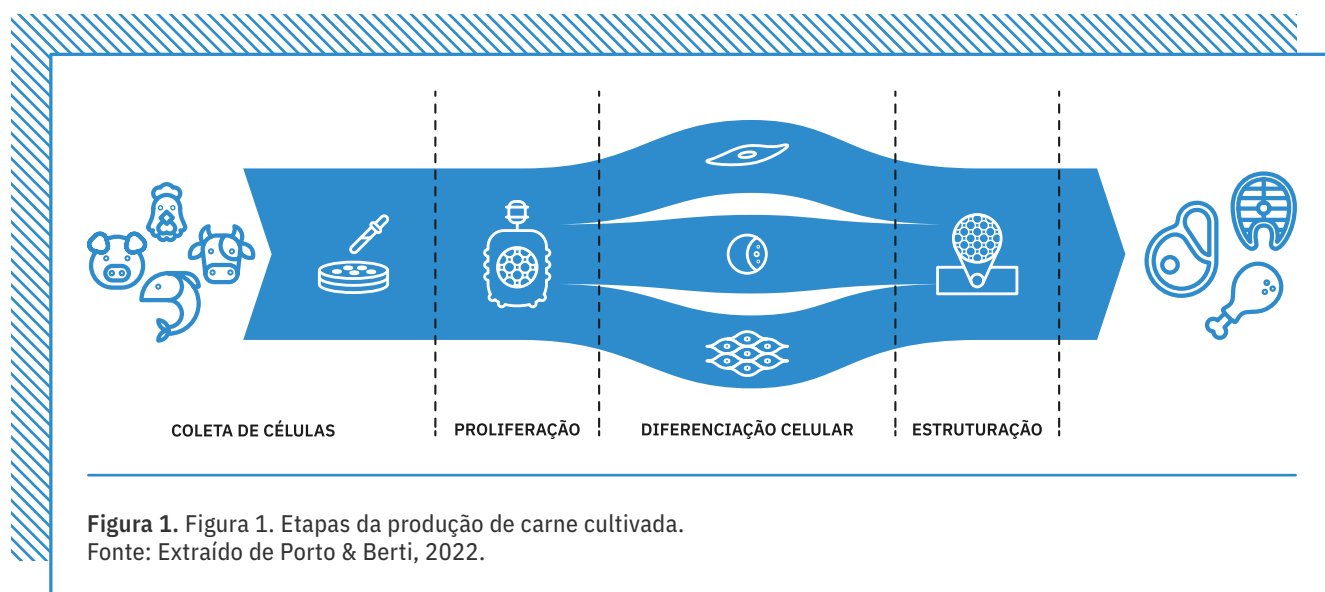 COLETA DE CÉLULAS
PROLIFERAÇÃO
DIFERENCIAÇÃO CELULAR
ESTRUTURAÇÃO
Figura 1. Figura 1. Etapas da produção de carne cultivada.
Fonte: Extraído de Porto & Berti, 2022.